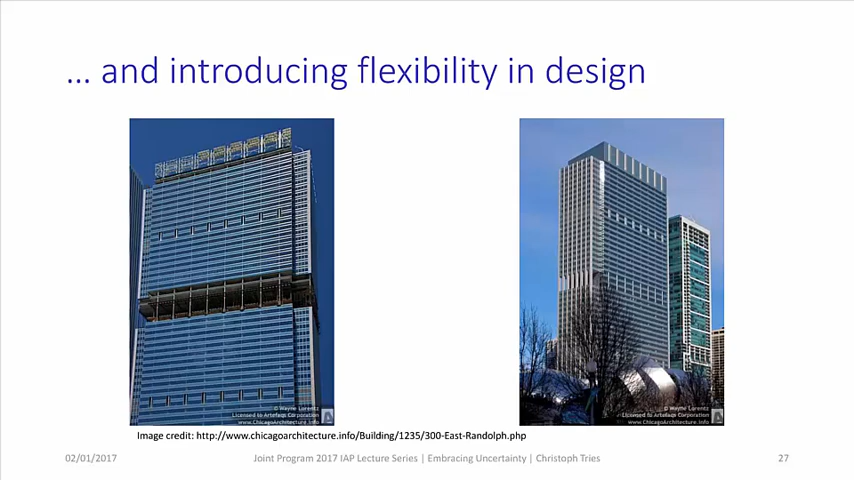 ... and introducing flexibility in design
© Wayne Lorentz
Licensed to Artefaqs Corporation
www.ChicagoArchitecture.info
© Wayne Lorentz
Licensed to Artefaqs Corporation
www.ChicagoArchitecture.info
Image credit: http://www.chicagoarchitecture.info/Building/1235/300-East-Randolph.php
02/01/2017
Joint Program 2017 IAP Lecture Series | Embracing Uncertainty | Christoph Tries
27